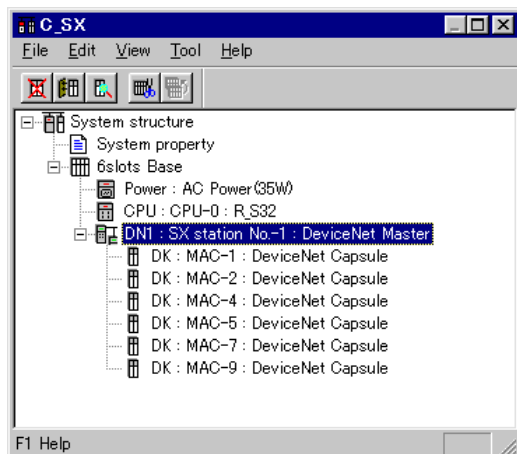 C_SX
File Edit View Tool Help
System structure
System property
6slots Base
Power : AC Power(35W)
CPU : CPU-0 : R_S32
DN1 : SX station No.-1 : DeviceNet Master
DK : MAC-1 : DeviceNet Capsule
DK : MAC-2 : DeviceNet Capsule
DK : MAC-4 : DeviceNet Capsule
DK : MAC-5 : DeviceNet Capsule
DK : MAC-7 : DeviceNet Capsule
DK : MAC-9 : DeviceNet Capsule
F1 Help